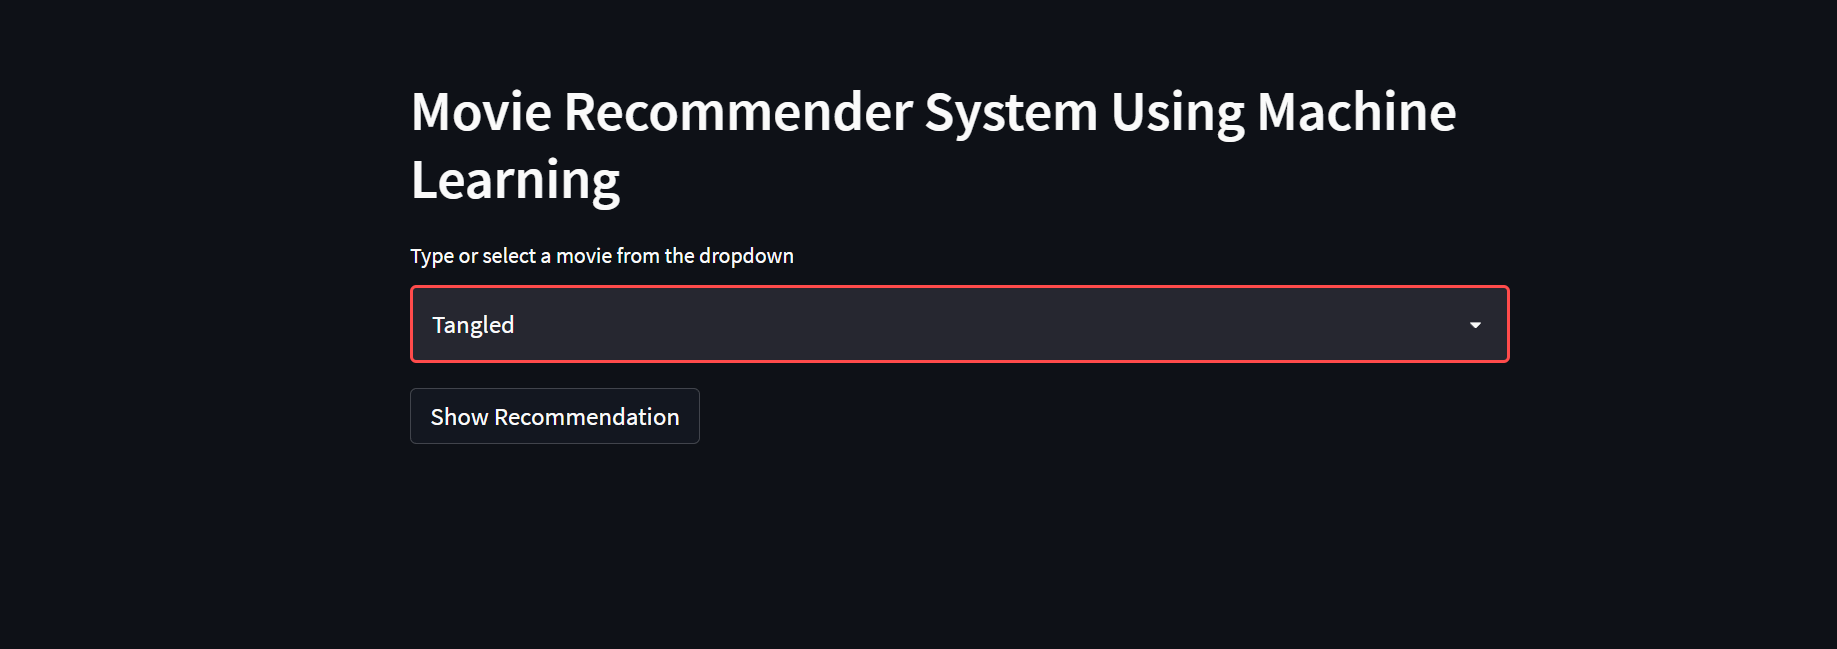 Movie Recommender System Using Machine
Learning
Type or select a movie from the dropdown
Tangled
Show Recommendation